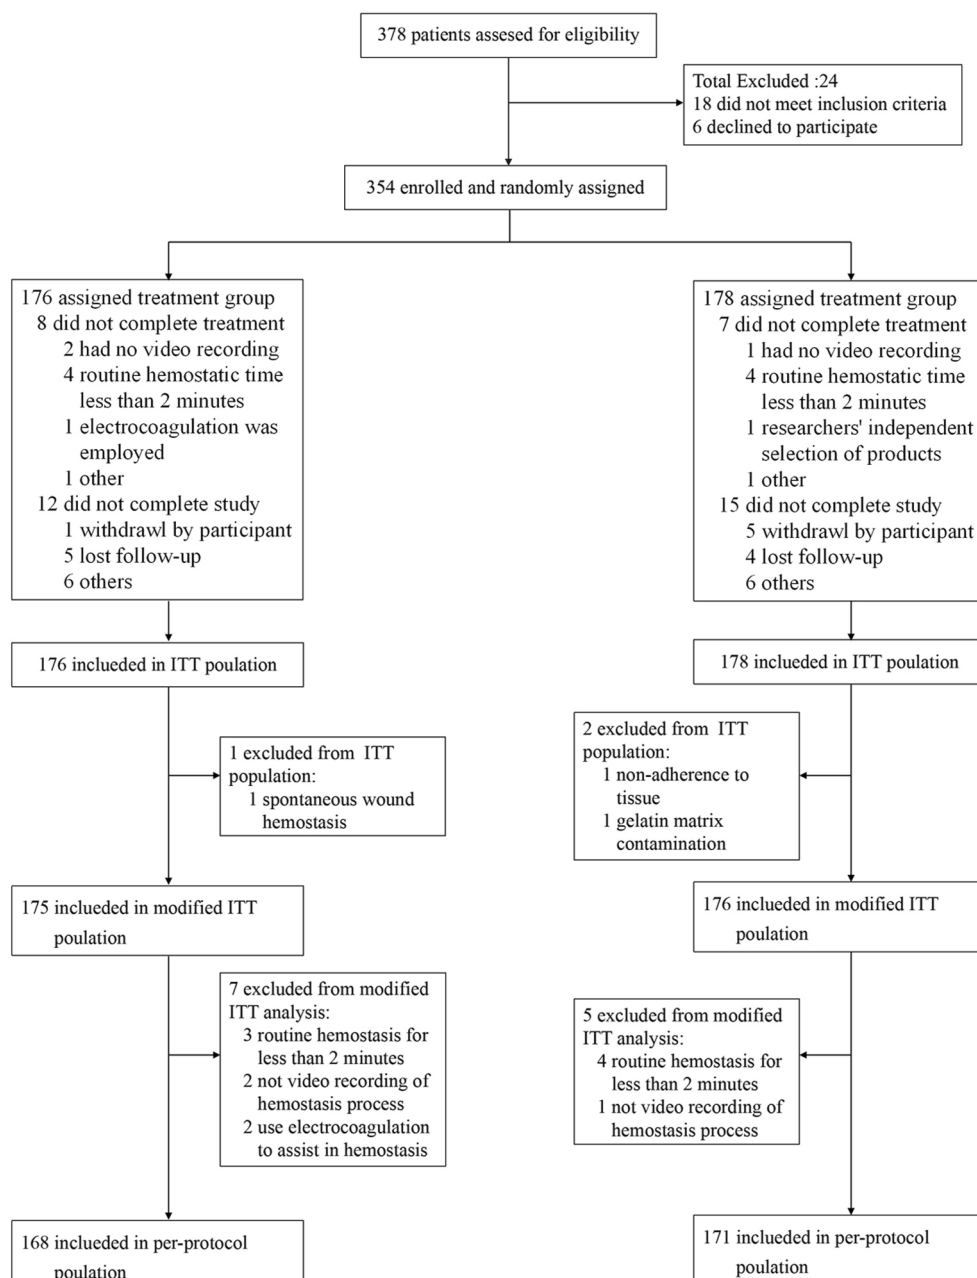 378 patients assesed for eligibility
Total Excluded :24
18 did not meet inclusion criteria
6 declined to participate
354 enrolled and randomly assigned
176 assigned treatment group
8 did not complete treatment
2 had no video recording
4 routine hemostatic time
less than 2 minutes
1 electrocoagulation was
employed
1 other
12 did not complete study
1 withdrawl by participant
5 lost follow-up
6 others
178 assigned treatment group
7 did not complete treatment
1 had no video recording
4 routine hemostatic time
less than 2 minutes
1 researchers' independent
selection of products
1 other
15 did not complete study
5 withdrawl by participant
4 lost follow-up
6 others
176 inclueded in ITT poulation
178 inclueded in ITT poulation
1 excluded from ITT
population:
1 spontaneous wound
hemostasis
2 excluded from ITT
population:
1 non-adherence to
tissue
1 gelatin matrix
contamination
175 inclueded in modified ITT
poulation
176 inclueded in modified ITT
poulation
7 excluded from modified
ITT analysis:
3 routine hemostasis for
less than 2 minutes
2 not video recording of
hemostasis process
2 use electrocoagulation
to assist in hemostasis
5 excluded from modified
ITT analysis:
4 routine hemostasis for
less than 2 minutes
1 not video recording of
hemostasis process
168 inclueded in per-protocol
poulation
171 inclueded in per-protocol
poulation